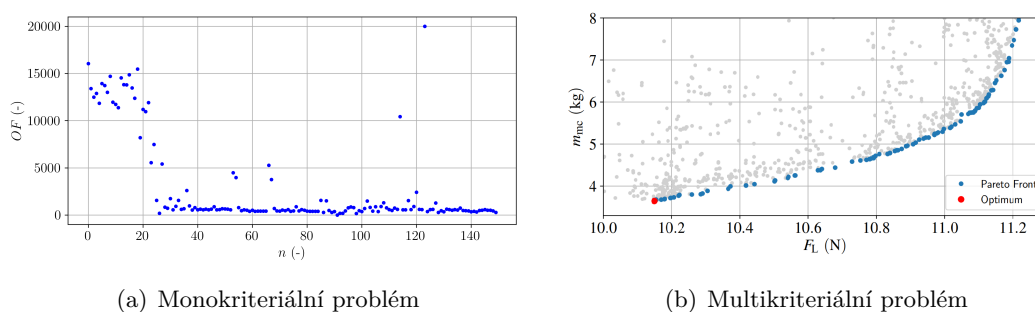 20000
15000
10000
5000
0
OF (-)
0 20 40 60 80 100 120 140
n (-)
(a) Monokriteriální problém
8
7
6
5
4
m_mc (kg)
10.0 10.2 10.4 10.6 10.8 11.0 11.2
F_L (N)
Pareto Front
Optimum
(b) Multikriteriální problém